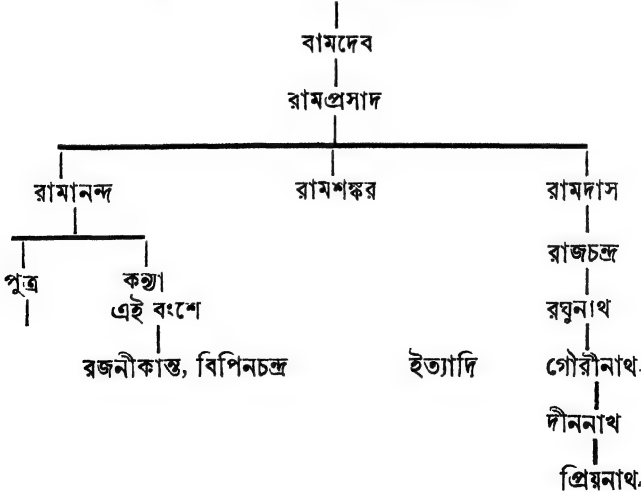 বামদেব
রামপ্রসাদ
রামানন্দ রামশঙ্কর রামদাস
রাজচন্দ্র
পুত্র কন্যা
এই বংশে রঘুনাথ
রজনীকান্ত, বিপিনচন্দ্র ইত্যাদি গৌরীনাথ
দীননাথ
প্রিয়নাথ